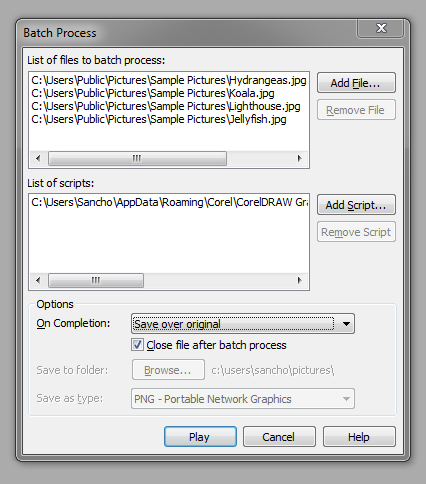 Batch Process
List of files to batch process:
C:\Users\Public\Pictures\Sample Pictures\Hydrangeas.jpg
C:\Users\Public\Pictures\Sample Pictures\Koala.jpg
C:\Users\Public\Pictures\Sample Pictures\Lighthouse.jpg
C:\Users\Public\Pictures\Sample Pictures\Jellyfish.jpg
Add File...
Remove File
List of scripts:
C:\Users\Sancho\AppData\Roaming\Corel\CorelDRAW Gra
Add Script...
Remove Script
Options
On Completion: Save over original
Close file after batch process
Save to folder: Browse... c:\users\sancho\pictures\
Save as type: PNG - Portable Network Graphics
Play Cancel Help